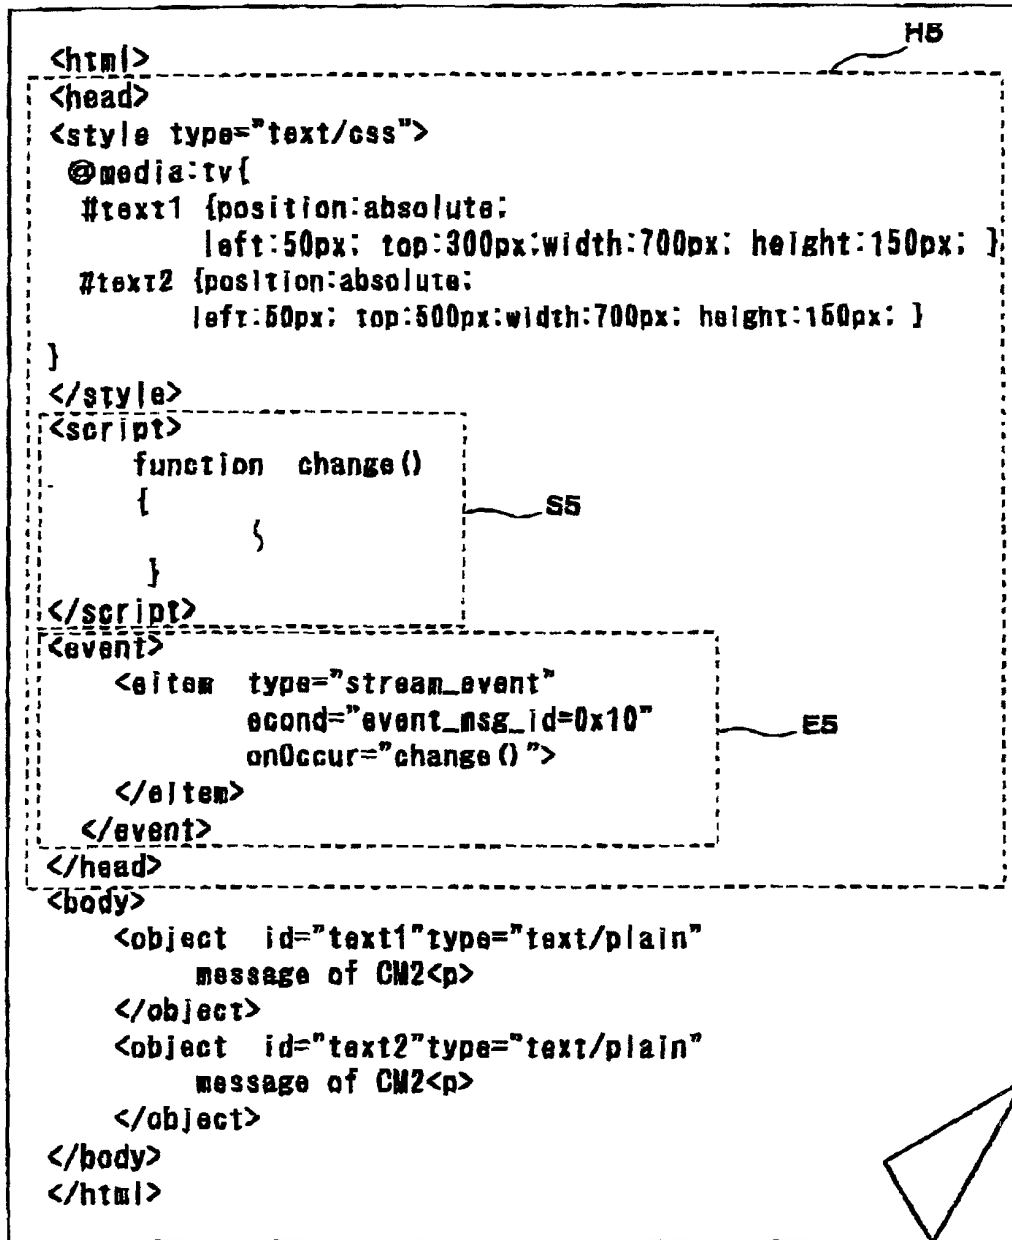 H5
<html>
<head>
<style type="text/css">
@media:tv{
#text1 {position:absolute;
left:50px; top:300px;width:700px; height:150px; }
#text2 {position:absolute;
left:50px; top:500px;width:700px; height:150px; }
}
</style>
<script>
function change()
{
S5
}
</script>
<event>
<eitem type="stream_event"
econd="event_msg_id=0x10"
E5
onOccur="change()">
</eitem>
</event>
</head>
<body>
<object id="text1"type="text/plain"
message of CM2<p>
</object>
<object id="text2"type="text/plain"
message of CM2<p>
</object>
</body>
</html>